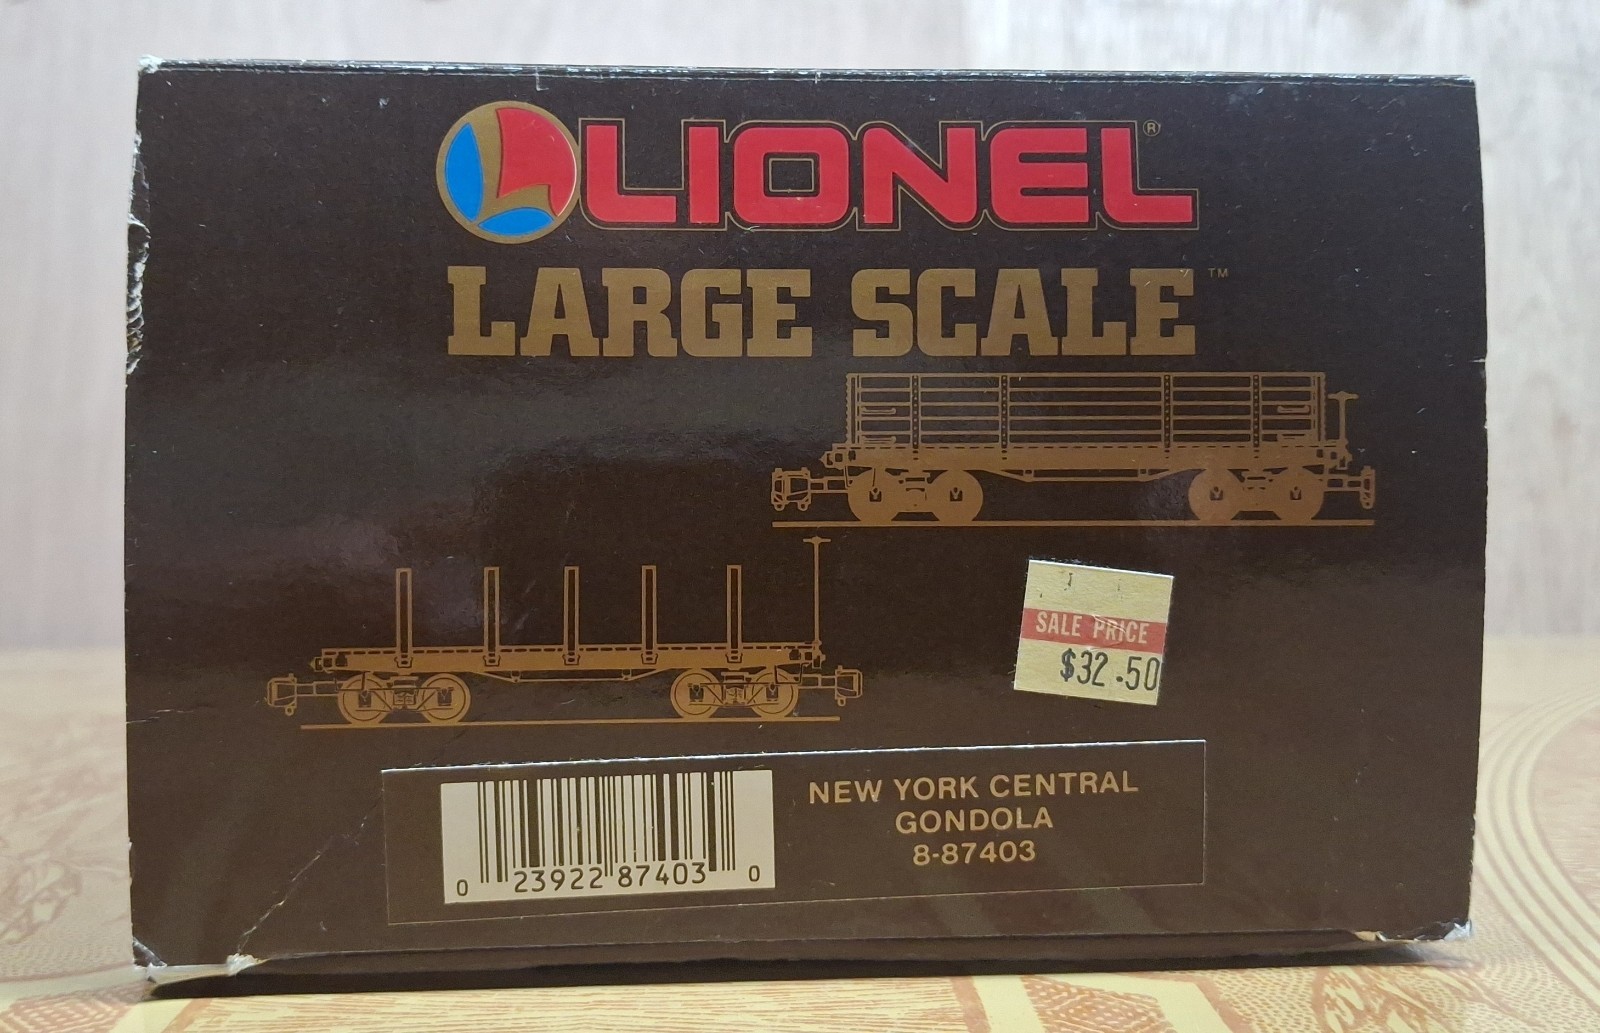 LIONEL®
LARGE SCALE™
SALE PRICE
$32.50
NEW YORK CENTRAL
GONDOLA
8-87403
0 23922 87403 0